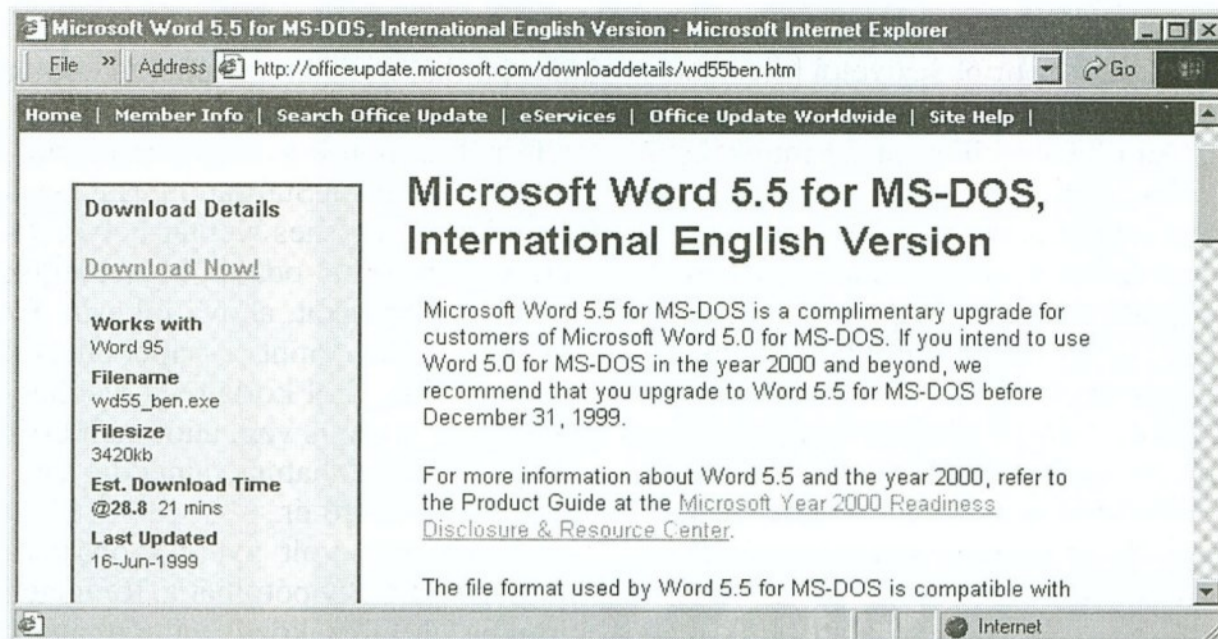 Microsoft Word 5.5 for MS-DOS, International English Version - Microsoft Internet Explorer
File » Address http://officeupdate.microsoft.com/downloaddetails/wd55ben.htm Go
Home | Member Info | Search Office Update | eServices | Office Update Worldwide | Site Help |
Download Details
Download Now!
Works with
Word 95
Filename
wd55_ben.exe
Filesize
3420kb
Est. Download Time
@28.8 21 mins
Last Updated
16-Jun-1999
Microsoft Word 5.5 for MS-DOS,
International English Version
Microsoft Word 5.5 for MS-DOS is a complimentary upgrade for
customers of Microsoft Word 5.0 for MS-DOS. If you intend to use
Word 5.0 for MS-DOS in the year 2000 and beyond, we
recommend that you upgrade to Word 5.5 for MS-DOS before
December 31, 1999.
For more information about Word 5.5 and the year 2000, refer to
the Product Guide at the Microsoft Year 2000 Readiness
Disclosure & Resource Center.
The file format used by Word 5.5 for MS-DOS is compatible with
Internet